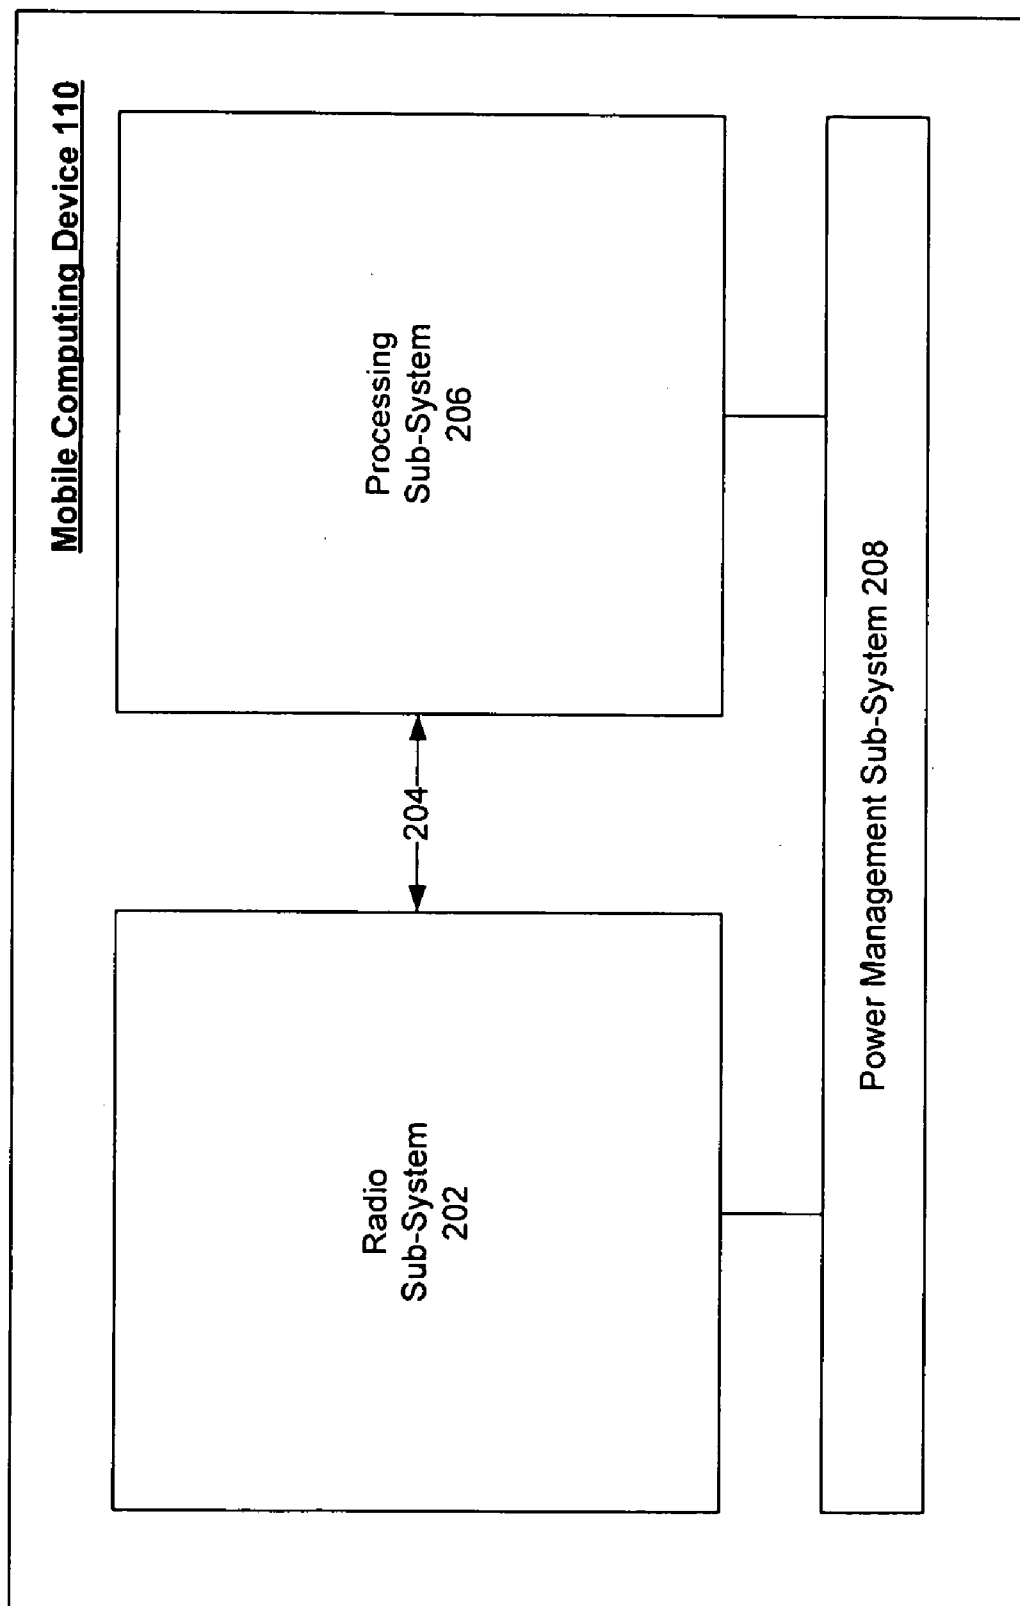 Mobile Computing Device 110
Radio
Sub-System
202
204
Processing
Sub-System
206
Power Management Sub-System 208